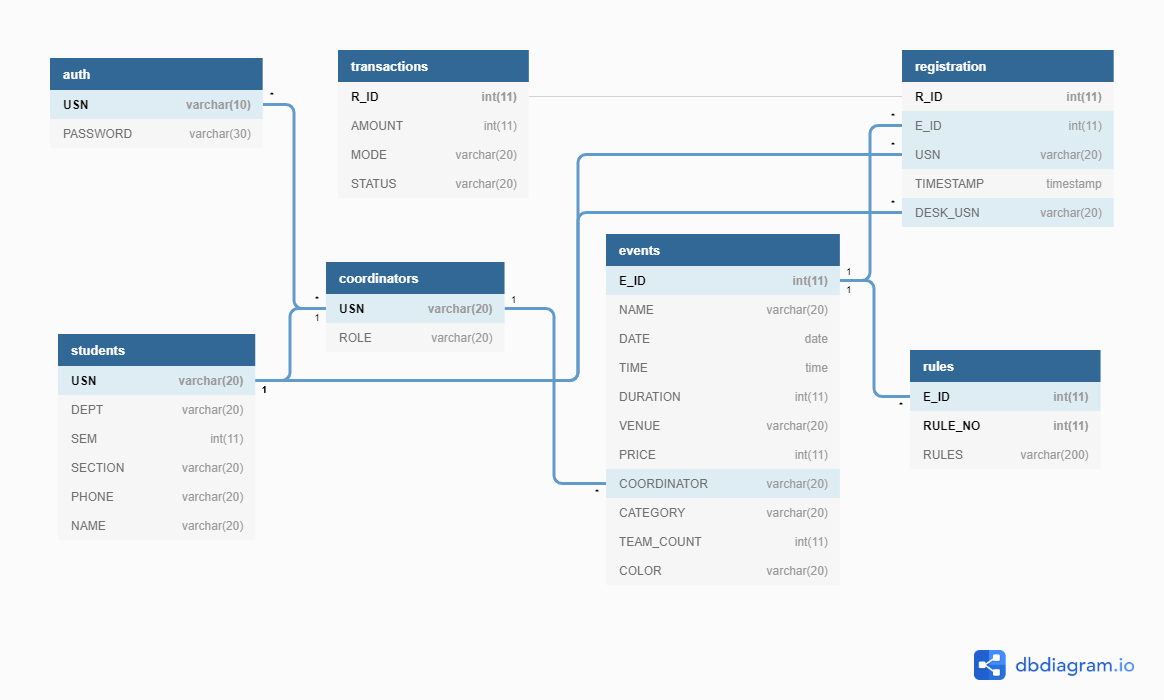 auth
USN varchar(10)
PASSWORD varchar(30)
transactions
R_ID int(11)
AMOUNT int(11)
MODE varchar(20)
STATUS varchar(20)
registration
R_ID int(11)
E_ID int(11)
USN varchar(20)
TIMESTAMP timestamp
DESK_USN varchar(20)
coordinators
USN varchar(20)
ROLE varchar(20)
students
USN varchar(20)
DEPT varchar(20)
SEM int(11)
SECTION varchar(20)
PHONE varchar(20)
NAME varchar(20)
events
E_ID int(11)
NAME varchar(20)
DATE date
TIME time
DURATION int(11)
VENUE varchar(20)
PRICE int(11)
COORDINATOR varchar(20)
CATEGORY varchar(20)
TEAM_COUNT int(11)
COLOR varchar(20)
rules
E_ID int(11)
RULE_NO int(11)
RULES varchar(200)
*
*
1
1
1
*
*
*
*
1
1
*
dbdiagram.io